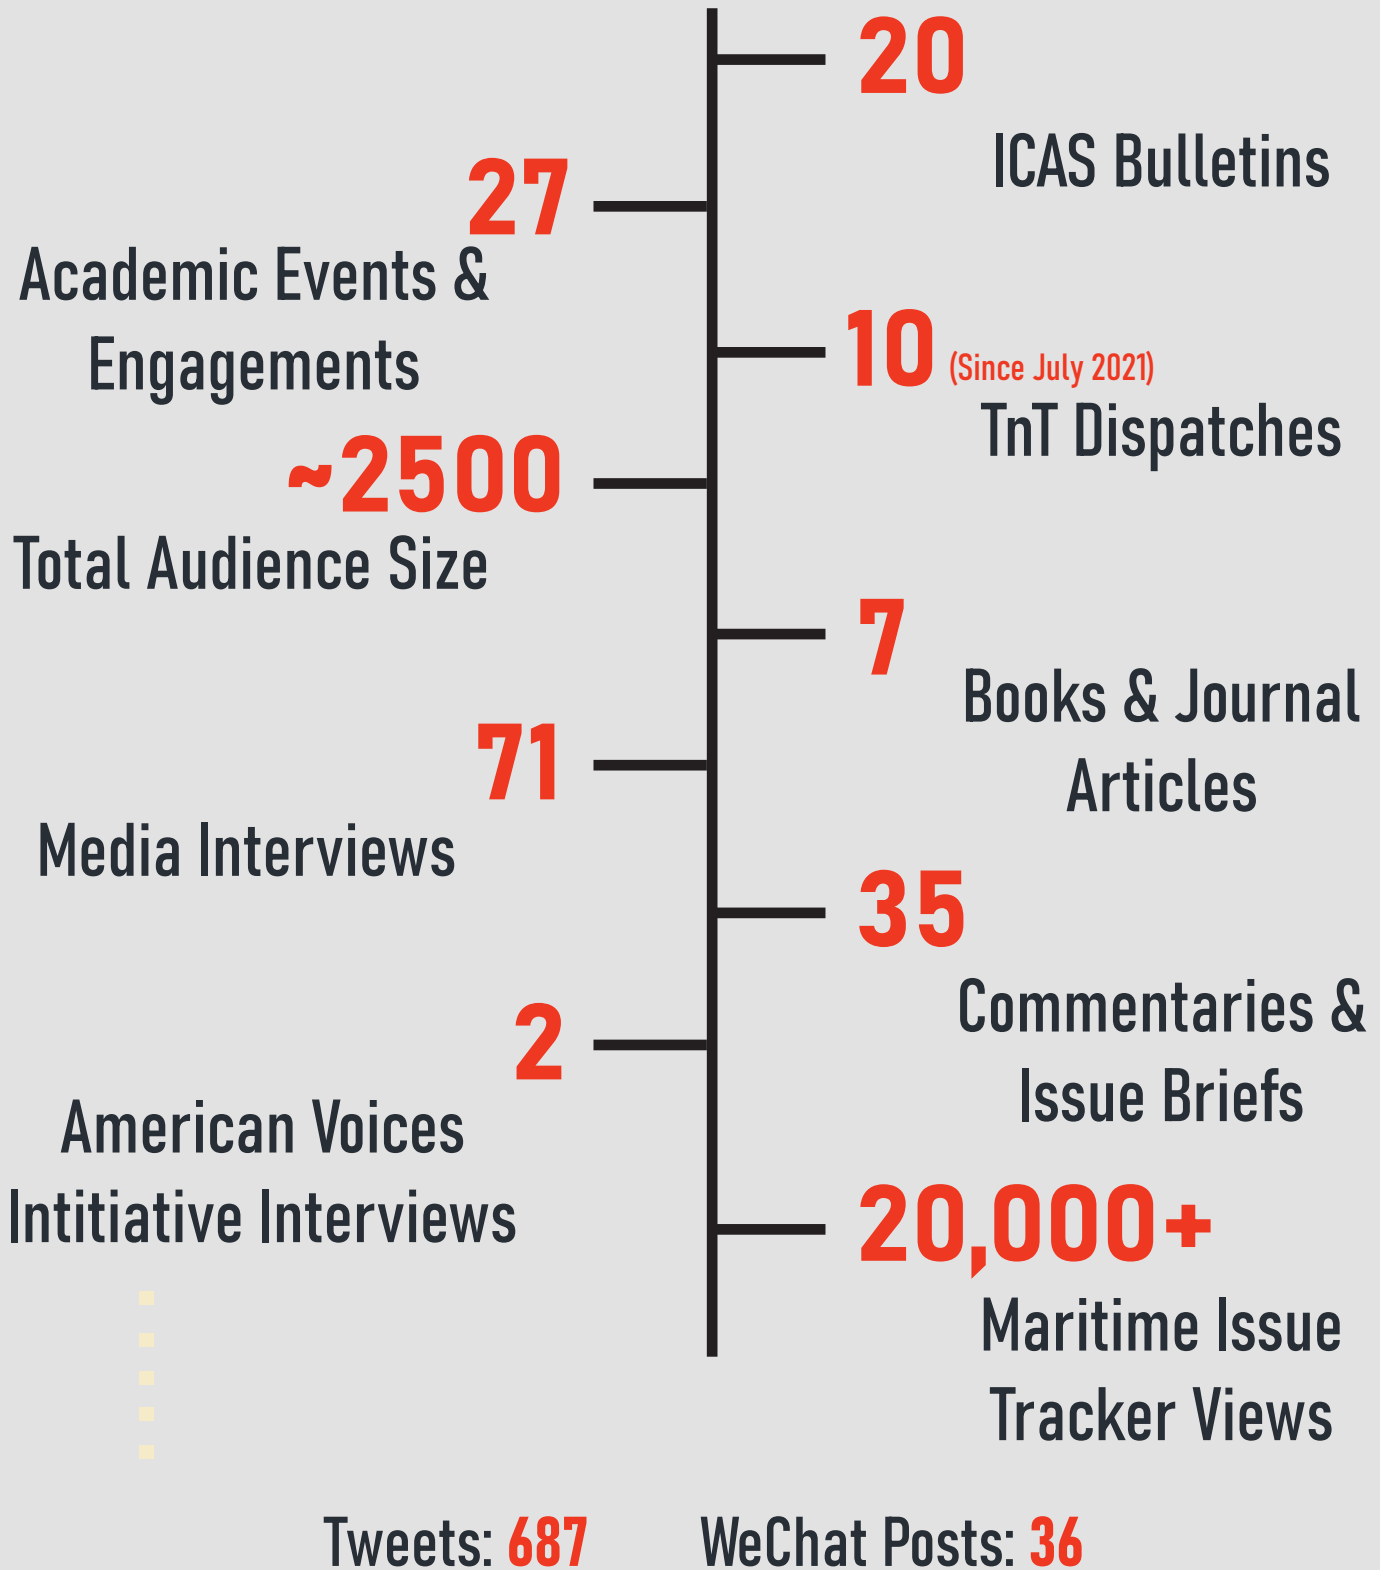 20
ICAS Bulletins
27
Academic Events &
Engagements
10 (Since July 2021)
TnT Dispatches
~2500
Total Audience Size
7
Books & Journal
Articles
71
Media Interviews
35
Commentaries &
Issue Briefs
2
American Voices
Intitiative Interviews
20,000+
Maritime Issue
Tracker Views
Tweets: 687 WeChat Posts: 36